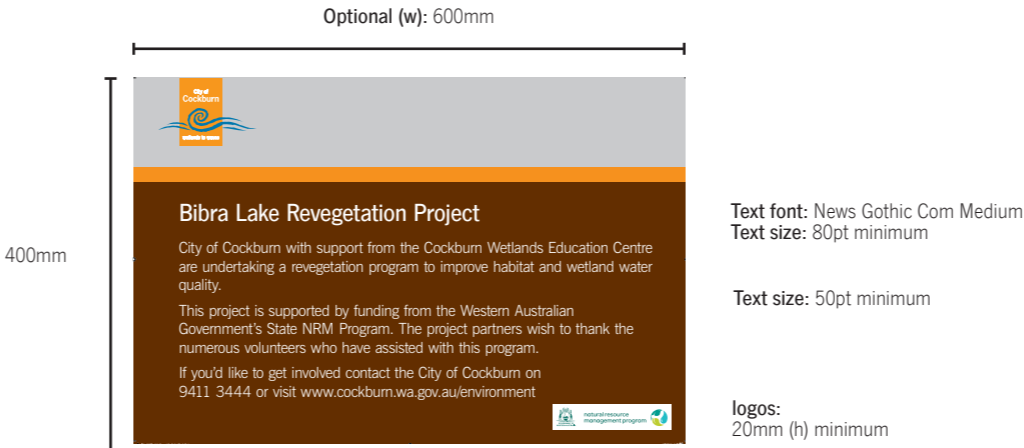 Optional (w): 600mm
City of
Cockburn
wetlands to waves
400mm
Bibra Lake Revegetation Project
City of Cockburn with support from the Cockburn Wetlands Education Centre
are undertaking a revegetation program to improve habitat and wetland water
quality.
This project is supported by funding from the Western Australian
Government's State NRM Program. The project partners wish to thank the
numerous volunteers who have assisted with this program.
If you'd like to get involved contact the City of Cockburn on
9411 3444 or visit www.cockburn.wa.gov.au/environment
natural resource
management program
Text font: News Gothic Com Medium
Text size: 80pt minimum
Text size: 50pt minimum
logos:
20mm (h) minimum